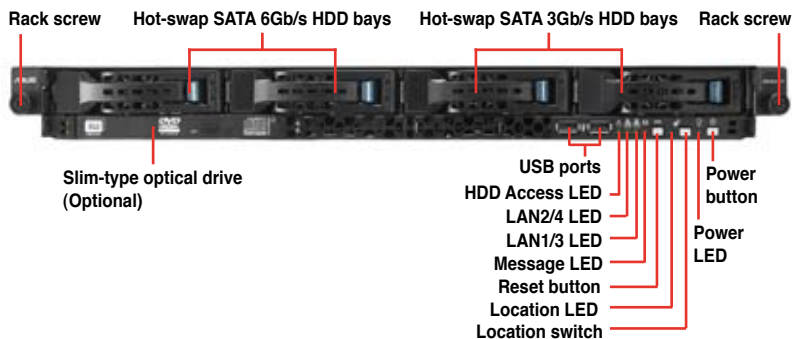 Rack screw
Hot-swap SATA 6Gb/s HDD bays
Hot-swap SATA 3Gb/s HDD bays
Rack screw
Slim-type optical drive
(Optional)
USB ports
HDD Access LED
LAN2/4 LED
LAN1/3 LED
Message LED
Reset button
Location LED
Location switch
Power
button
Power
LED